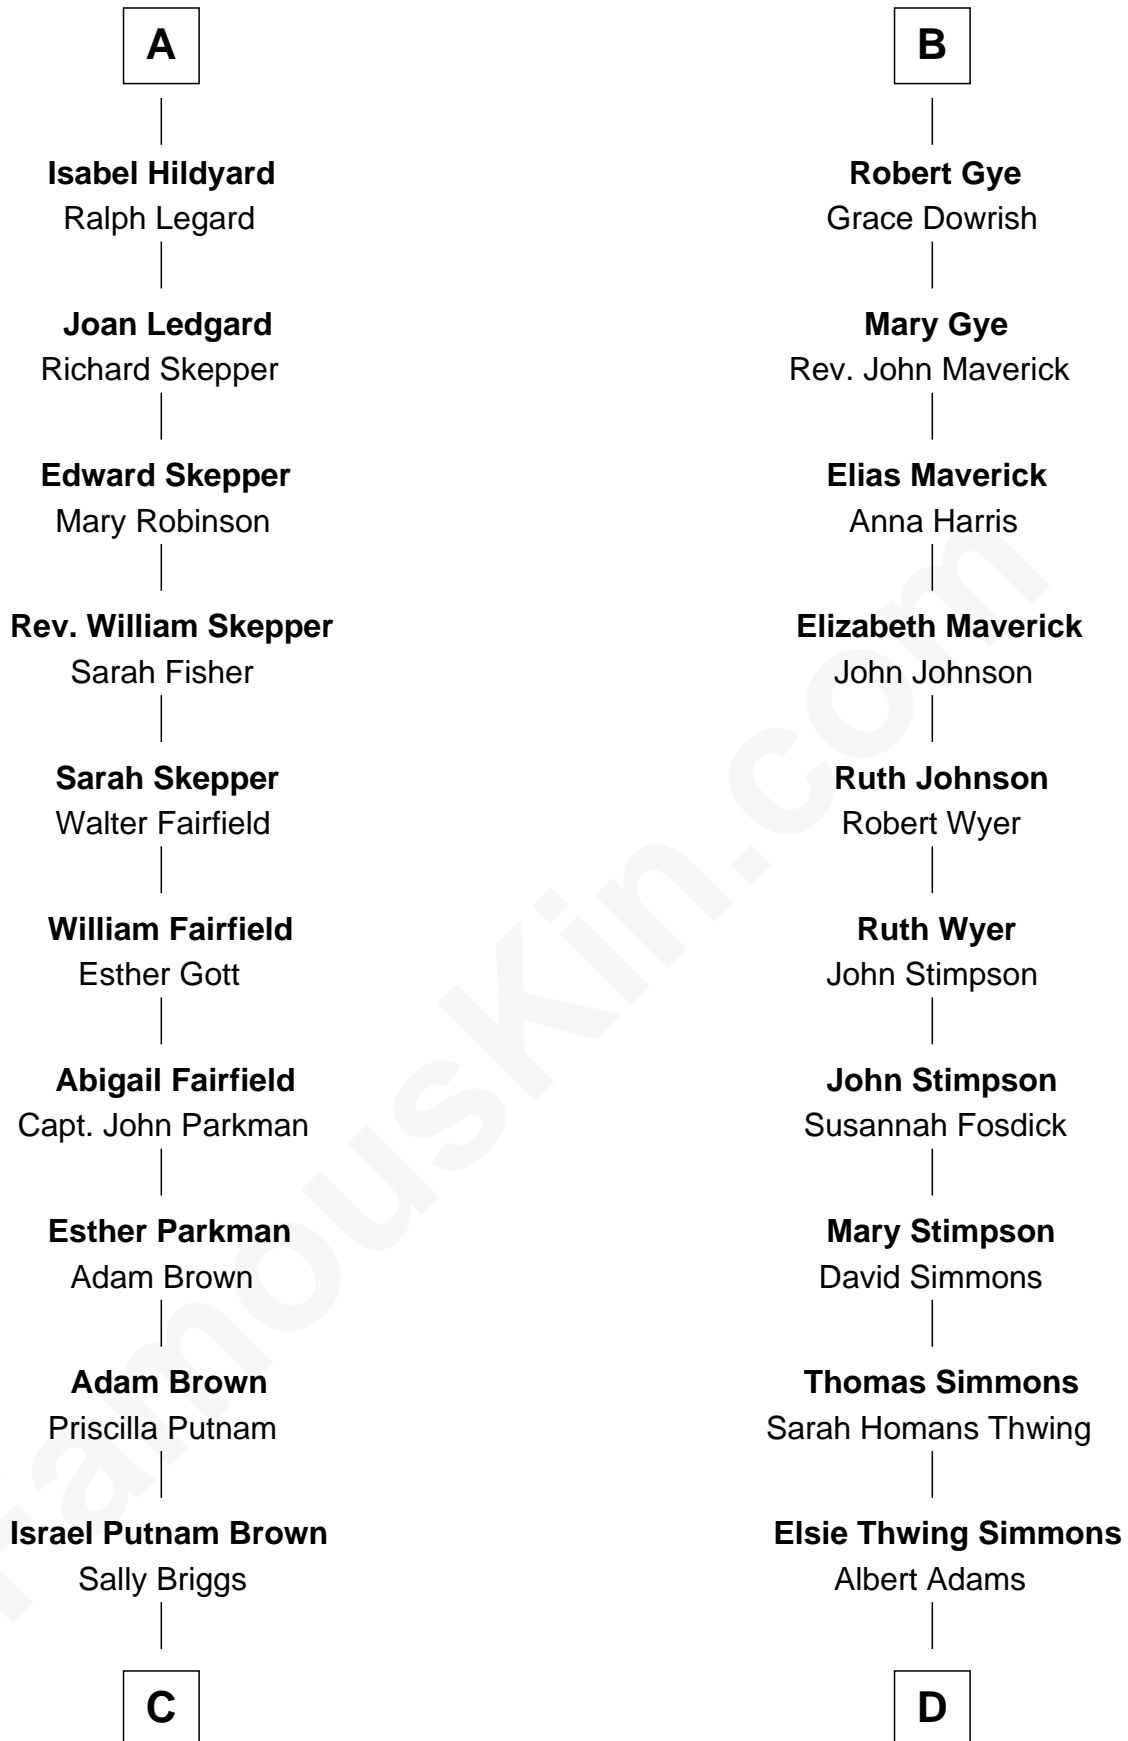 A
Isabel Hildyard
Ralph Legard
Joan Ledgard
Richard Skepper
Edward Skepper
Mary Robinson
Rev. William Skepper
Sarah Fisher
Sarah Skepper
Walter Fairfield
William Fairfield
Esther Gott
Abigail Fairfield
Capt. John Parkman
Esther Parkman
Adam Brown
Adam Brown
Priscilla Putnam
Israel Putnam Brown
Sally Briggs
C
B
Robert Gye
Grace Dowrish
Mary Gye
Rev. John Maverick
Elias Maverick
Anna Harris
Elizabeth Maverick
John Johnson
Ruth Johnson
Robert Wyer
Ruth Wyer
John Stimpson
John Stimpson
Susannah Fosdick
Mary Stimpson
David Simmons
Thomas Simmons
Sarah Homans Thwing
Elsie Thwing Simmons
Albert Adams
D
FamousKin.com